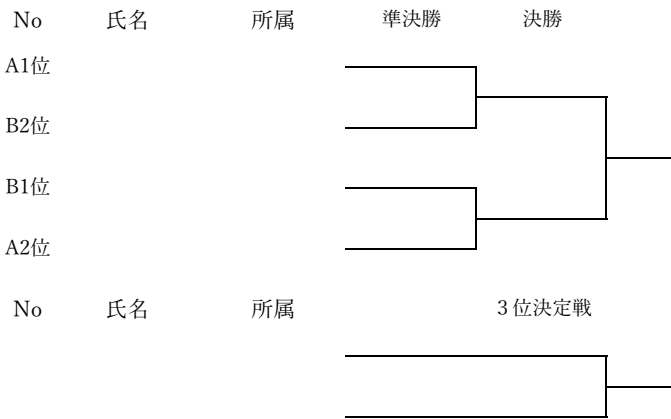 No 氏名 所属 準決勝 決勝
A1位
B2位
B1位
A2位
No 氏名 所属 3位決定戦